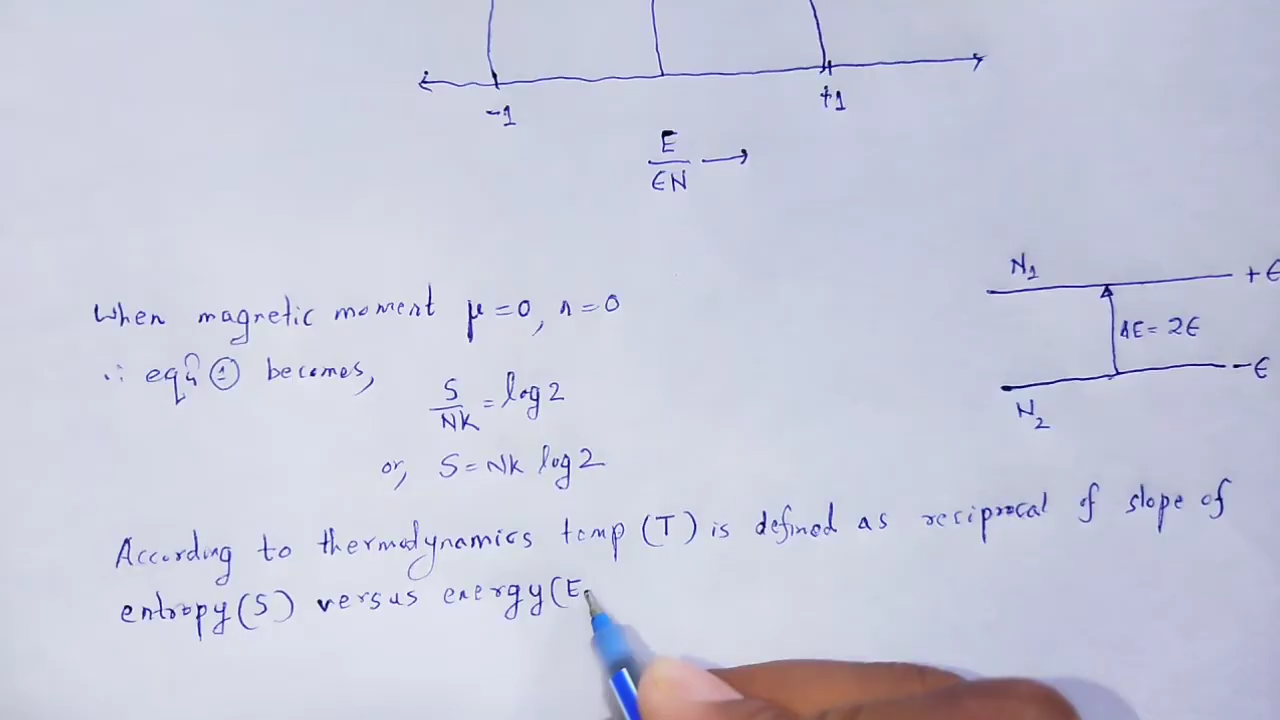 -1
+1
E
ϵN
When magnetic moment μ=0, n=0
∴ eqn ① becomes,
S/NK = log 2
or, S = NK log 2
N1
+ϵ
ΔE = 2ϵ
-ϵ
N2
According to thermodynamics temp (T) is defined as reciprocal of slope of
entropy (S) versus energy (E